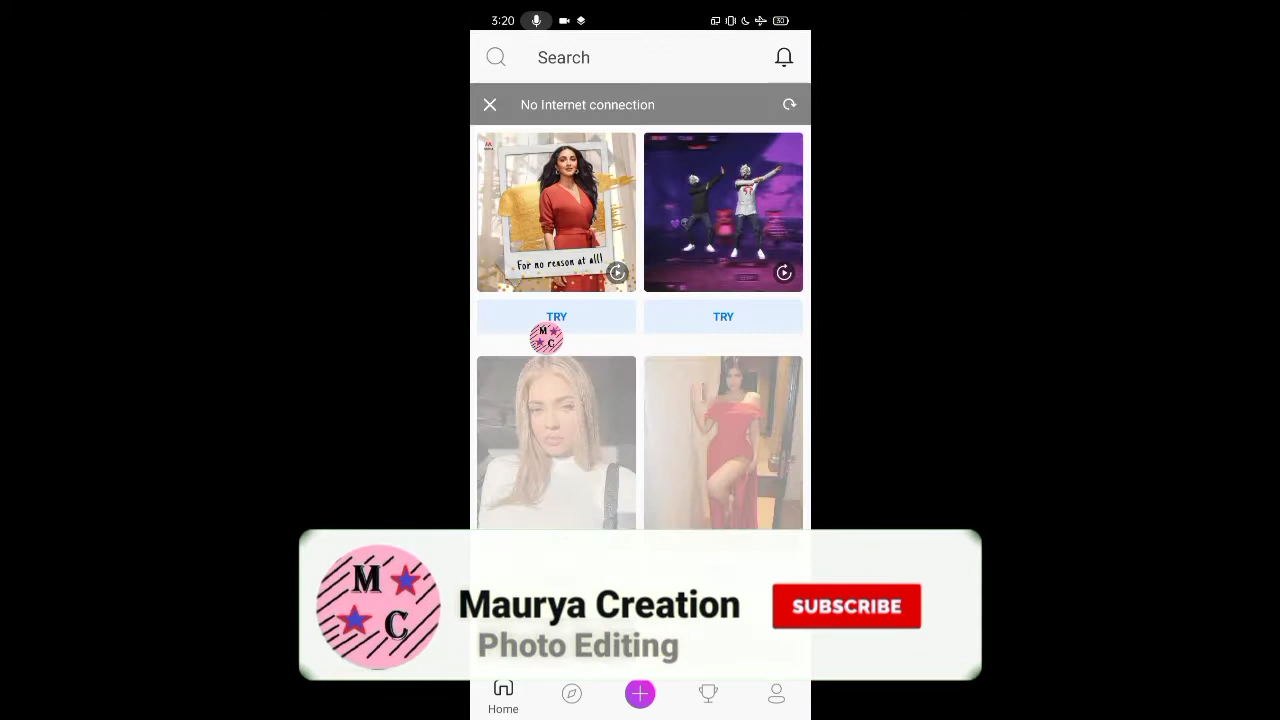 3:20
30
Search
No Internet connection
For no reason at all!
TRY
TRY
M
C
M
C
Maurya Creation
SUBSCRIBE
Photo Editing
Home